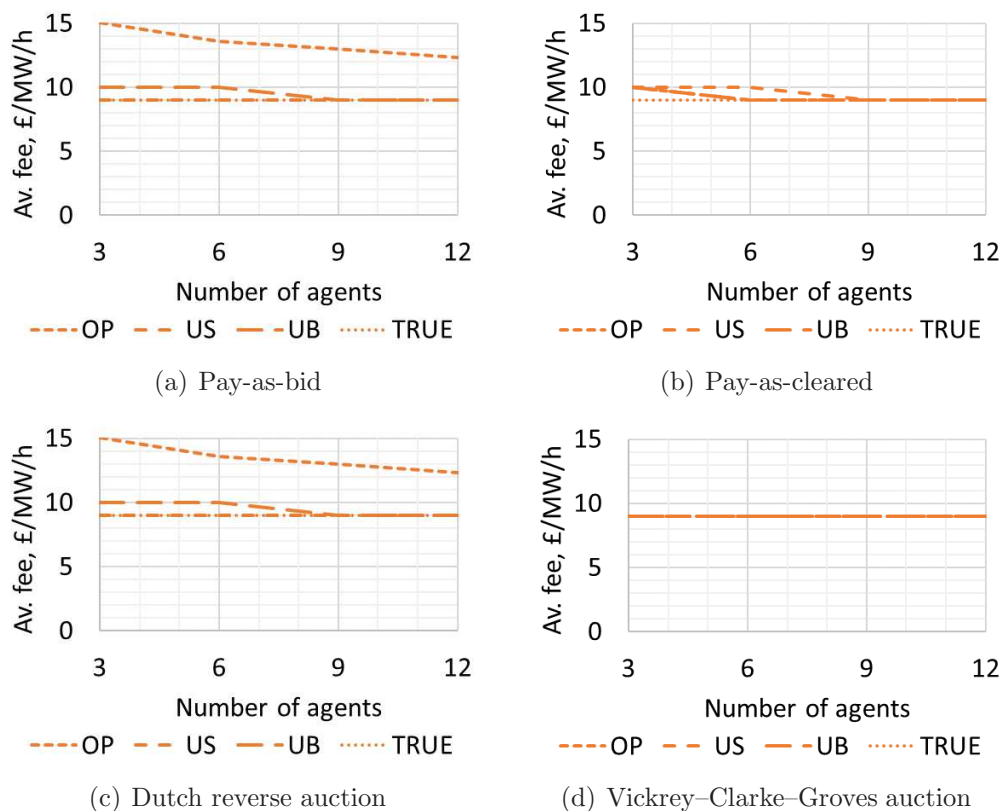 15
10
5
0
Av. fee, £/MW/h
3 6 9 12
Number of agents
OP US UB TRUE
(a) Pay-as-bid
15
10
5
0
Av. fee, £/MW/h
3 6 9 12
Number of agents
OP US UB TRUE
(b) Pay-as-cleared
15
10
5
0
Av. fee, £/MW/h
3 6 9 12
Number of agents
OP US UB TRUE
(c) Dutch reverse auction
15
10
5
0
Av. fee, £/MW/h
3 6 9 12
Number of agents
OP US UB TRUE
(d) Vickrey–Clarke–Groves auction